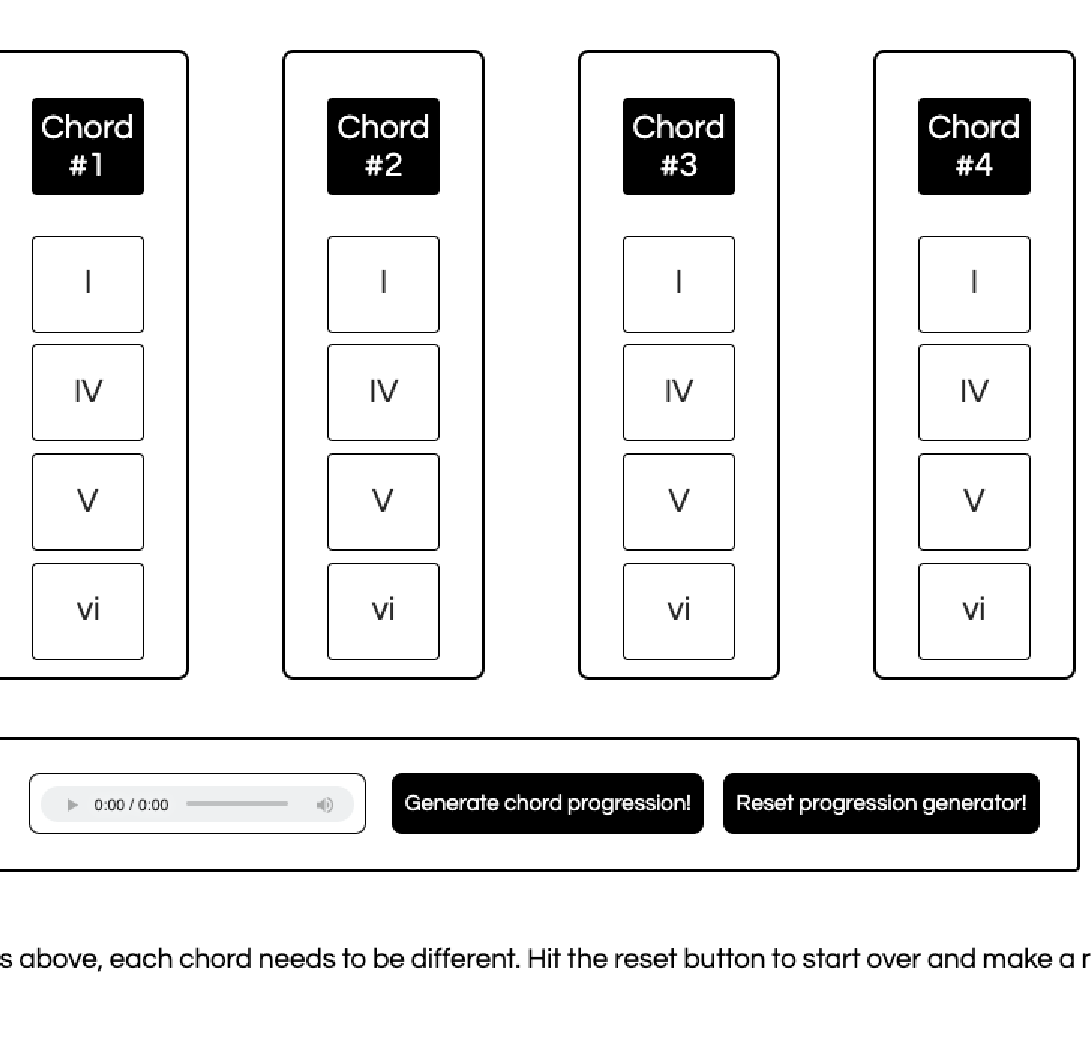 Chord
#1
Chord
#2
Chord
#3
Chord
#4
I
I
I
I
IV
IV
IV
IV
V
V
V
V
vi
vi
vi
vi
0:00 / 0:00
Generate chord progression!
Reset progression generator!
s above, each chord needs to be different. Hit the reset button to start over and make a r